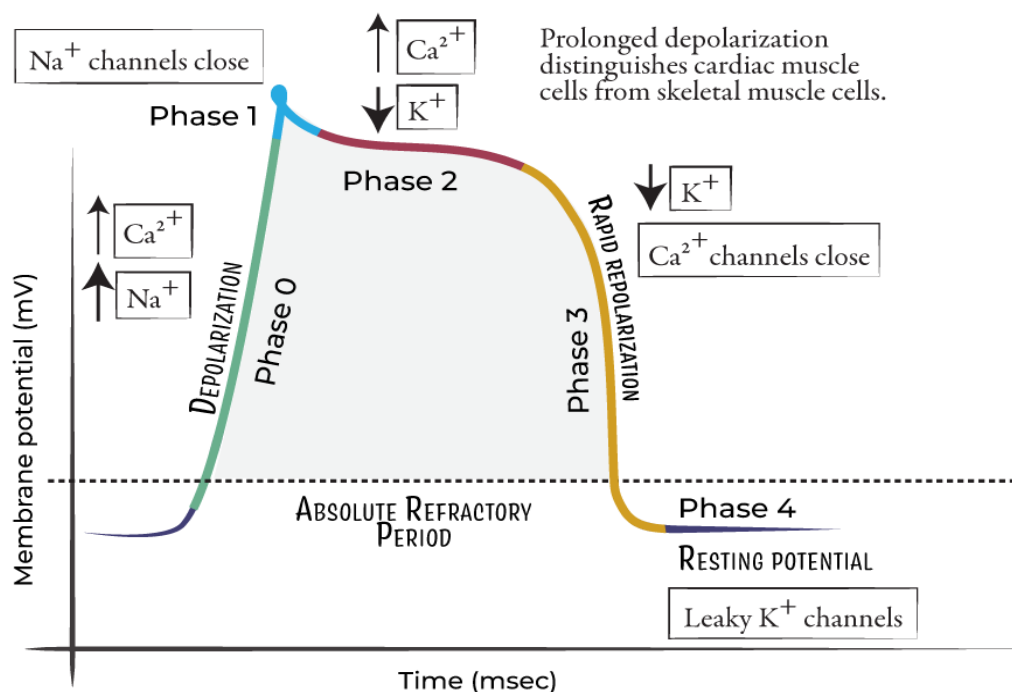 Na⁺ channels close
Phase 1
Ca²⁺
K⁺
Prolonged depolarization
distinguishes cardiac muscle
cells from skeletal muscle cells.
Phase 2
K⁺
Ca²⁺ channels close
Ca²⁺
Na⁺
DEPOLARIZATION
Phase 0
Phase 3
RAPID REPOLARIZATION
Membrane potential (mV)
ABSOLUTE REFRACTORY
PERIOD
Phase 4
RESTING POTENTIAL
Leaky K⁺ channels
Time (msec)